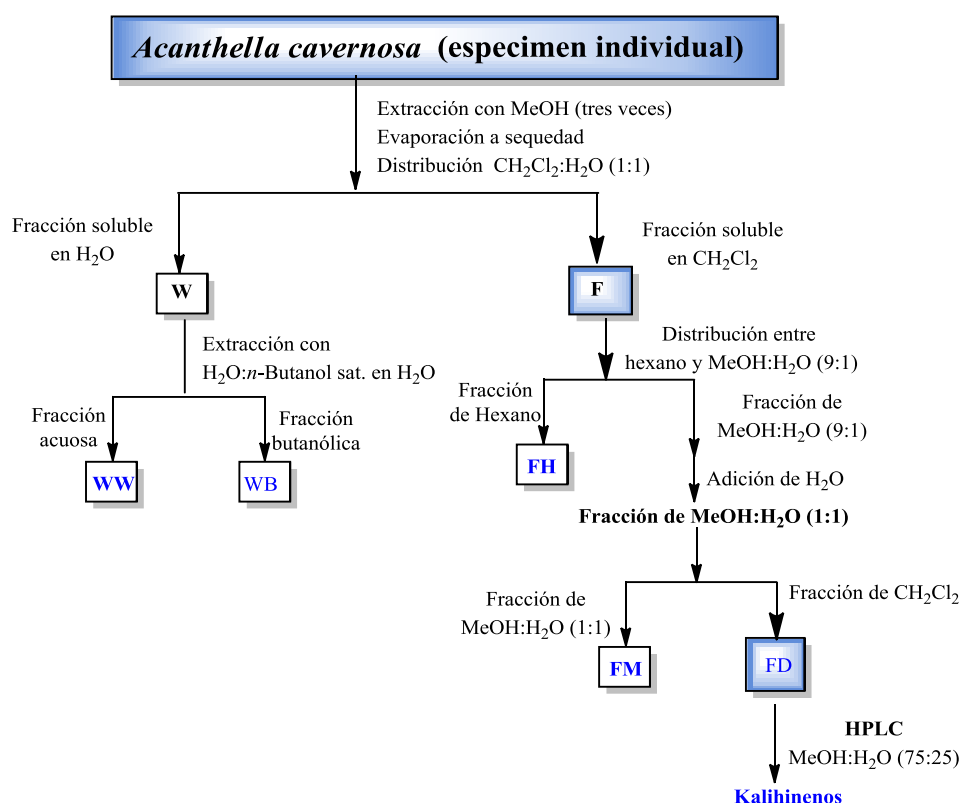 Acanthella cavernosa (especimen individual)
Extracción con MeOH (tres veces)
Evaporación a sequedad
Distribución CH₂Cl₂:H₂O (1:1)
Fracción soluble
en H₂O
Fracción soluble
en CH₂Cl₂
W
F
Extracción con
H₂O:n-Butanol sat. en H₂O
Distribución entre
hexano y MeOH:H₂O (9:1)
Fracción
acuosa
Fracción
butanólica
Fracción
de Hexano
Fracción de
MeOH:H₂O (9:1)
WW
WB
FH
Adición de H₂O
Fracción de MeOH:H₂O (1:1)
Fracción de
MeOH:H₂O (1:1)
Fracción de CH₂Cl₂
FM
FD
HPLC
MeOH:H₂O (75:25)
Kalihinenos